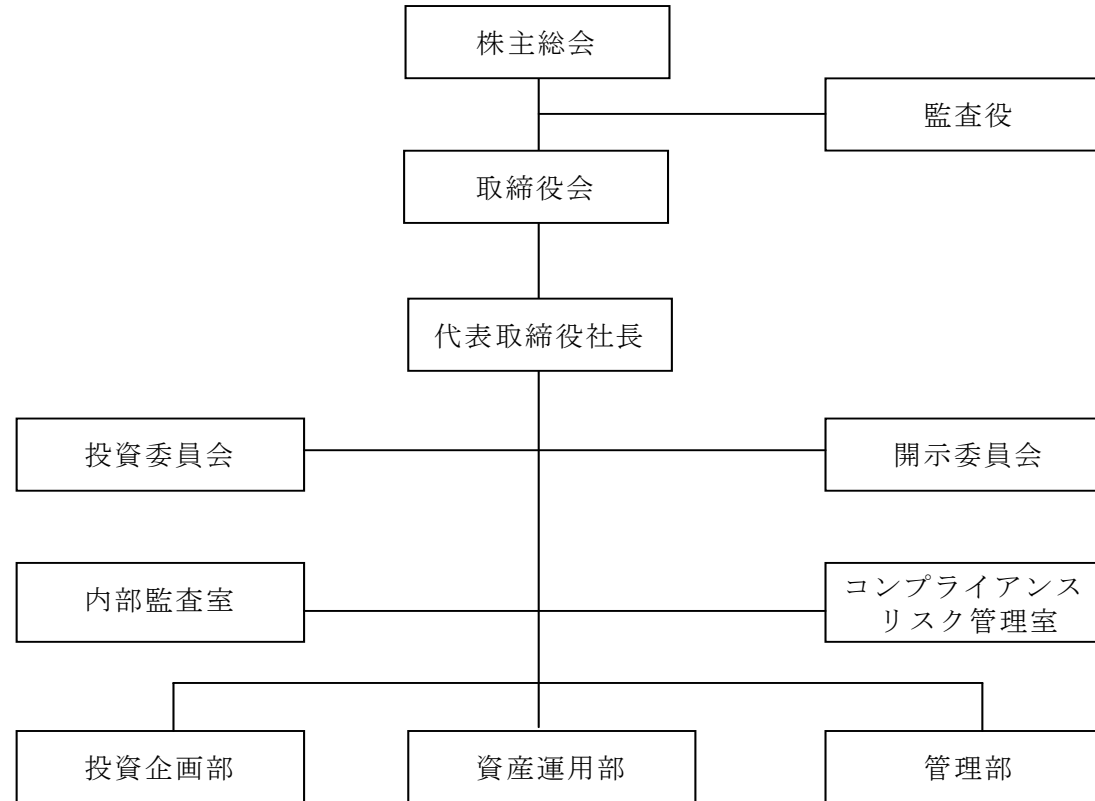 株主総会
監査役
取締役会
代表取締役社長
投資委員会
開示委員会
内部監査室
コンプライアンス
リスク管理室
投資企画部
資産運用部
管理部